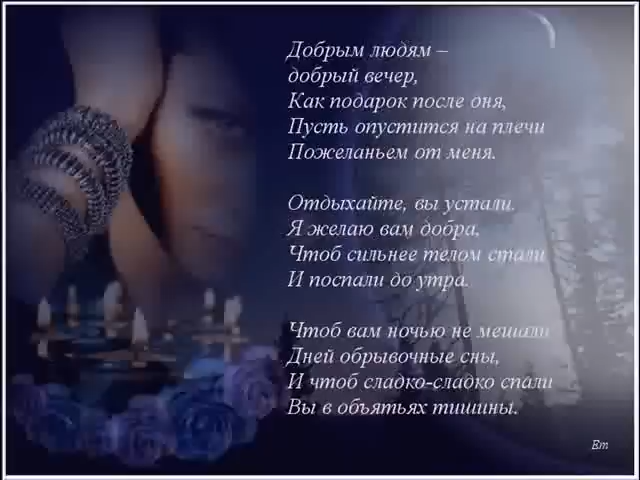 Добрым людям –
добрый вечер,
Как подарок после дня,
Пусть опустится на плечи
Пожеланьем от меня.
Отдыхайте, вы устали.
Я желаю вам добра,
Чтоб сильнее телом стали
И поспали до утра.
Чтоб вам ночью не мешали
Дней обрывочные сны,
И чтоб сладко-сладко спали
Вы в объятьях тишины.
Em